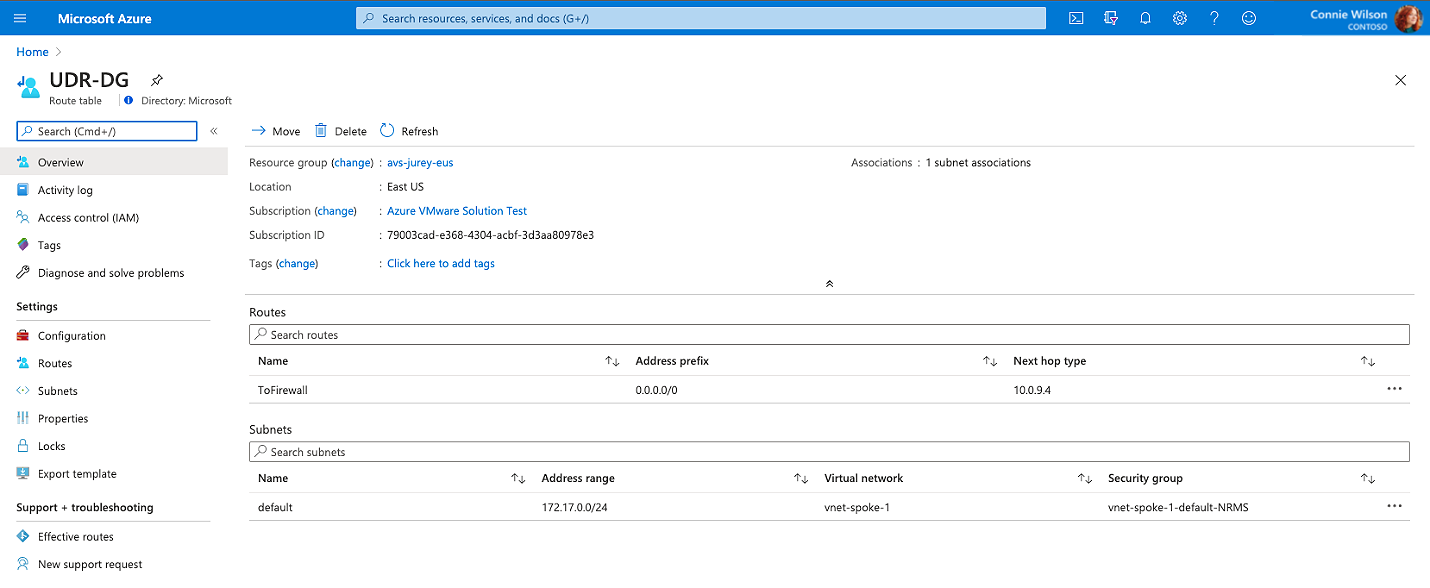 Microsoft Azure
Search resources, services, and docs (G+/)
Connie Wilson
CONTOSO
Home
UDR-DG
Route table
Directory: Microsoft
Search (Cmd+/)
«
Overview
Activity log
Access control (IAM)
Tags
Diagnose and solve problems
Settings
Configuration
Routes
Subnets
Properties
Locks
Export template
Support + troubleshooting
Effective routes
New support request
Move Delete Refresh
Resource group (change) : avs-jurey-eus
Location : East US
Subscription (change) : Azure VMware Solution Test
Subscription ID : 79003cad-e368-4304-acbf-3d3aa80978e3
Tags (change) : Click here to add tags
Associations : 1 subnet associations
Routes
Search routes
Name Address prefix Next hop type
ToFirewall 0.0.0.0/0 10.0.9.4
Subnets
Search subnets
Name Address range Virtual network Security group
default 172.17.0.0/24 vnet-spoke-1 vnet-spoke-1-default-NRMS